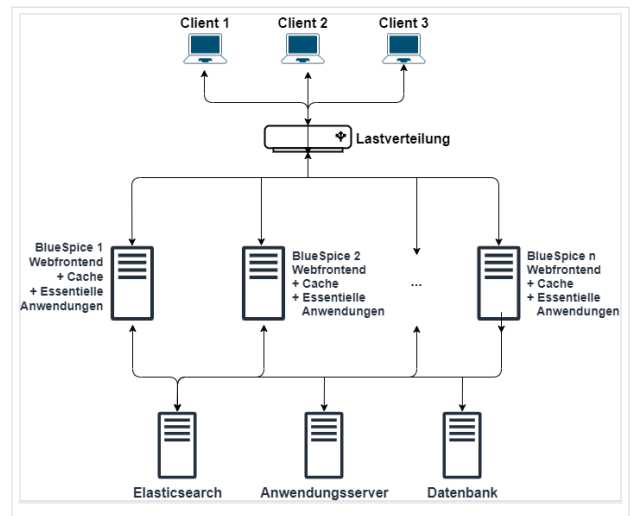 Client 1
Client 2
Client 3
Lastverteilung
BlueSpice 1
Webfrontend
+ Cache
+ Essentielle
Anwendungen
BlueSpice 2
Webfrontend
+ Cache
+ Essentielle
Anwendungen
...
BlueSpice n
Webfrontend
+ Cache
+ Essentielle
Anwendungen
Elasticsearch
Anwendungsserver
Datenbank